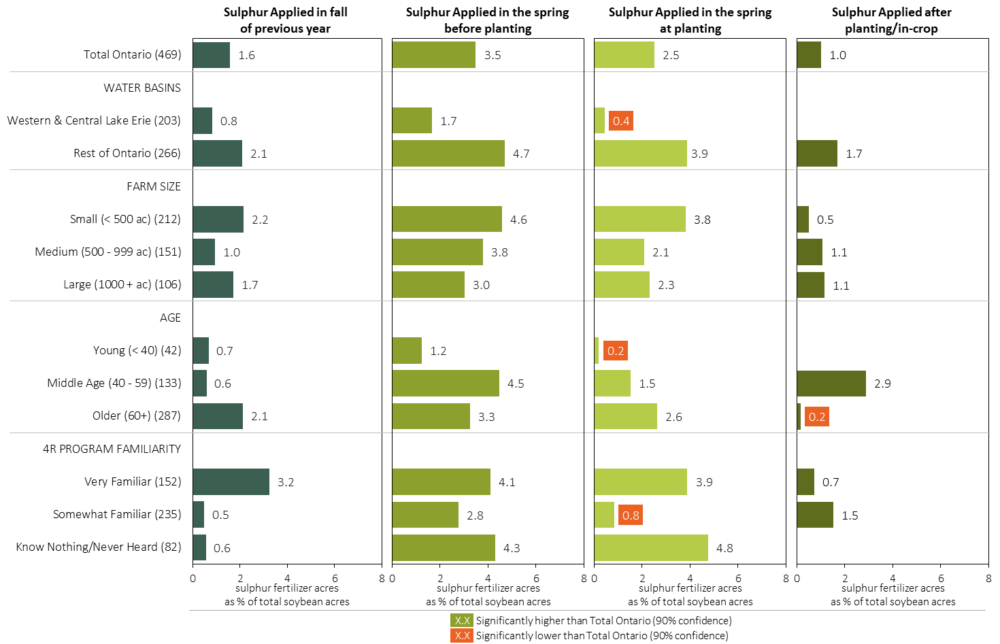 Sulphur Applied in fall
of previous year
Sulphur Applied in the spring
before planting
Sulphur Applied in the spring
at planting
Sulphur Applied after
planting/in-crop
Total Ontario (469) 1.6 3.5 2.5 1.0
WATER BASINS
Western & Central Lake Erie (203) 0.8 1.7 0.4
Rest of Ontario (266) 2.1 4.7 3.9 1.7
FARM SIZE
Small (< 500 ac) (212) 2.2 4.6 3.8 0.5
Medium (500 - 999 ac) (151) 1.0 3.8 2.1 1.1
Large (1000 + ac) (106) 1.7 3.0 2.3 1.1
AGE
Young (< 40) (42) 0.7 1.2 0.2
Middle Age (40 - 59) (133) 0.6 4.5 1.5 2.9
Older (60+) (287) 2.1 3.3 2.6 0.2
4R PROGRAM FAMILIARITY
Very Familiar (152) 3.2 4.1 3.9 0.7
Somewhat Familiar (235) 0.5 2.8 0.8 1.5
Know Nothing/Never Heard (82) 0.6 4.3 4.8
0 2 4 6 8 0 2 4 6 8 0 2 4 6 8 0 2 4 6 8
sulphur fertilizer acres
as % of total soybean acres
sulphur fertilizer acres
as % of total soybean acres
sulphur fertilizer acres
as % of total soybean acres
sulphur fertilizer acres
as % of total soybean acres
X.X Significantly higher than Total Ontario (90% confidence)
X.X Significantly lower than Total Ontario (90% confidence)